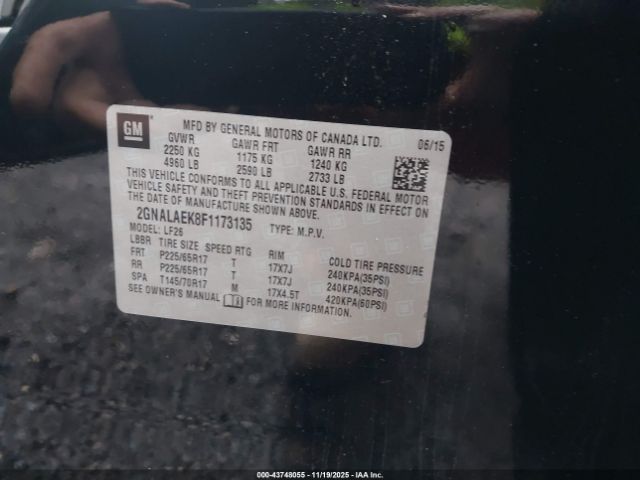 GM
MFD BY GENERAL MOTORS OF CANADA LTD. 06/15
GVWR GAWR FRT GAWR RR
2250 KG 1175 KG 1240 KG
4960 LB 2590 LB 2733 LB
THIS VEHICLE CONFORMS TO ALL APPLICABLE U.S. FEDERAL MOTOR
VEHICLE SAFETY AND THEFT PREVENTION STANDARDS IN EFFECT
ON THE DATE OF MANUFACTURE SHOWN ABOVE.
2GNALAEK8F1173135 TYPE: M.P.V.
MODEL: LF26
LBBR TIRE SIZE SPEED RTG RIM COLD TIRE PRESSURE
FRT P225/65R17 T 17X7J 240KPA(35PSI)
RR P225/65R17 T 17X7J 240KPA(35PSI)
SPA T145/70R17 M 17X4.5T 420KPA(60PSI)
SEE OWNER'S MANUAL FOR MORE INFORMATION.
000-43748055 - 11/19/2025 - IAA Inc.